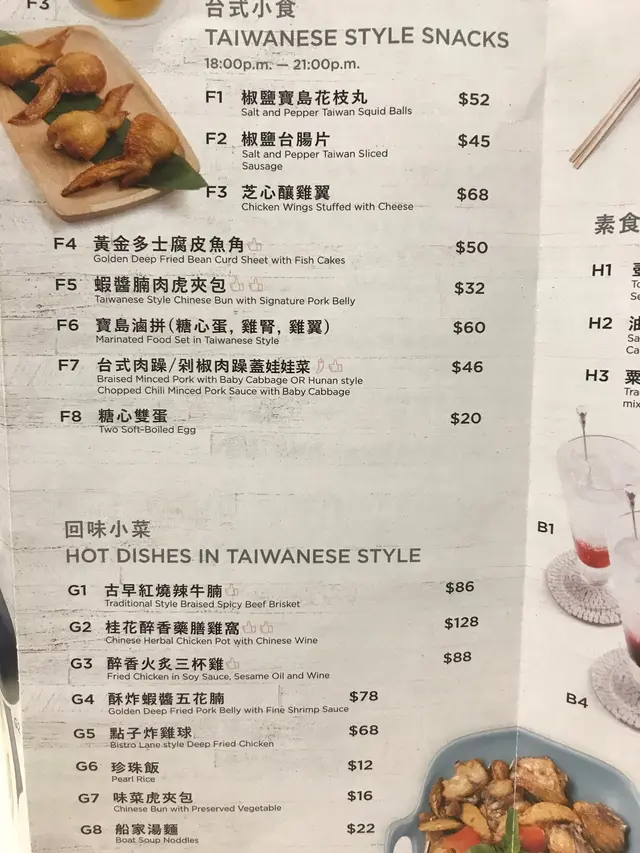 F3
台式小食
TAIWANESE STYLE SNACKS
18:00p.m. — 21:00p.m.
F1 椒鹽寶島花枝丸 $52
Salt and Pepper Taiwan Squid Balls
F2 椒鹽台腸片 $45
Salt and Pepper Taiwan Sliced
Sausage
F3 芝心釀雞翼 $68
Chicken Wings Stuffed with Cheese
F4 黃金多士腐皮魚角 $50
Golden Deep Fried Bean Curd Sheet with Fish Cakes
F5 蝦醬腩肉虎夾包 $32
Taiwanese Style Chinese Bun with Signature Pork Belly
F6 寶島滷拼(糖心蛋, 雞腎, 雞翼) $60
Marinated Food Set in Taiwanese Style
F7 台式肉躁/剁椒肉躁蓋娃娃菜 $46
Braised Minced Pork with Baby Cabbage OR Hunan style
Chopped Chili Minced Pork Sauce with Baby Cabbage
F8 糖心雙蛋 $20
Two Soft-Boiled Egg
回味小菜
HOT DISHES IN TAIWANESE STYLE
G1 古早紅燒辣牛腩 $86
Traditional Style Braised Spicy Beef Brisket
G2 桂花醉香藥膳雞窩 $128
Chinese Herbal Chicken Pot with Chinese Wine
G3 醉香火炙三杯雞 $88
Fried Chicken in Soy Sauce, Sesame Oil and Wine
G4 酥炸蝦醬五花腩 $78
Golden Deep Fried Pork Belly with Fine Shrimp Sauce
G5 點子炸雞球 $68
Bistro Lane style Deep Fried Chicken
G6 珍珠飯 $12
Pearl Rice
G7 味菜虎夾包 $16
Chinese Bun with Preserved Vegetable
G8 船家湯麵 $22
Boat Soup Noddles
素食
H1
H2 油
H3 粟
mix
B1
B4